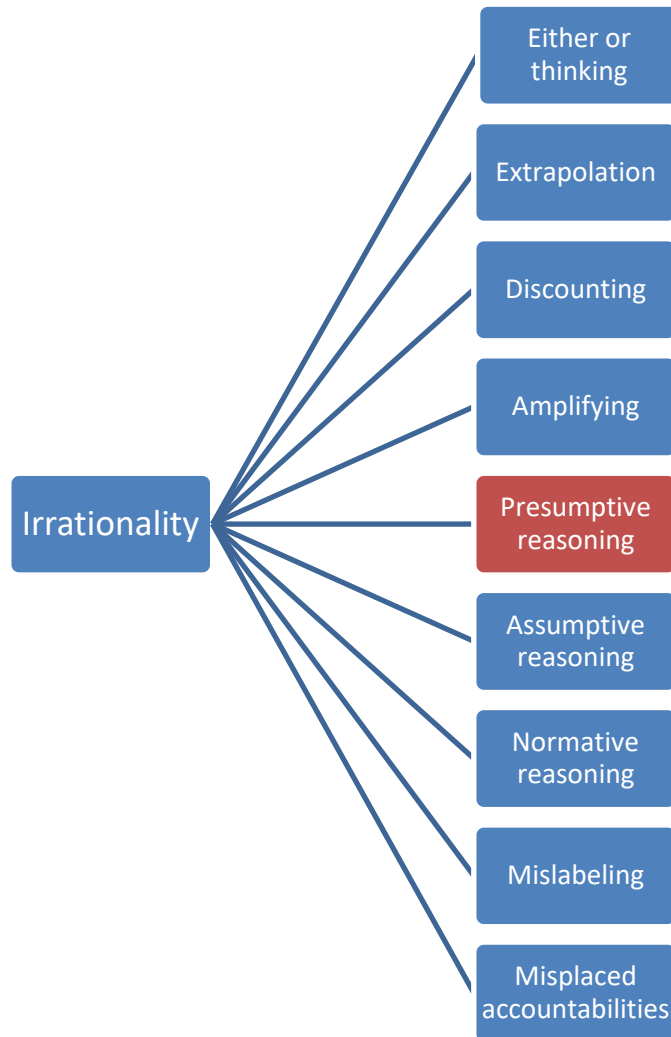 Either or
thinking
Extrapolation
Discounting
Amplifying
Irrationality
Presumptive
reasoning
Assumptive
reasoning
Normative
reasoning
Mislabeling
Misplaced
accountabilities